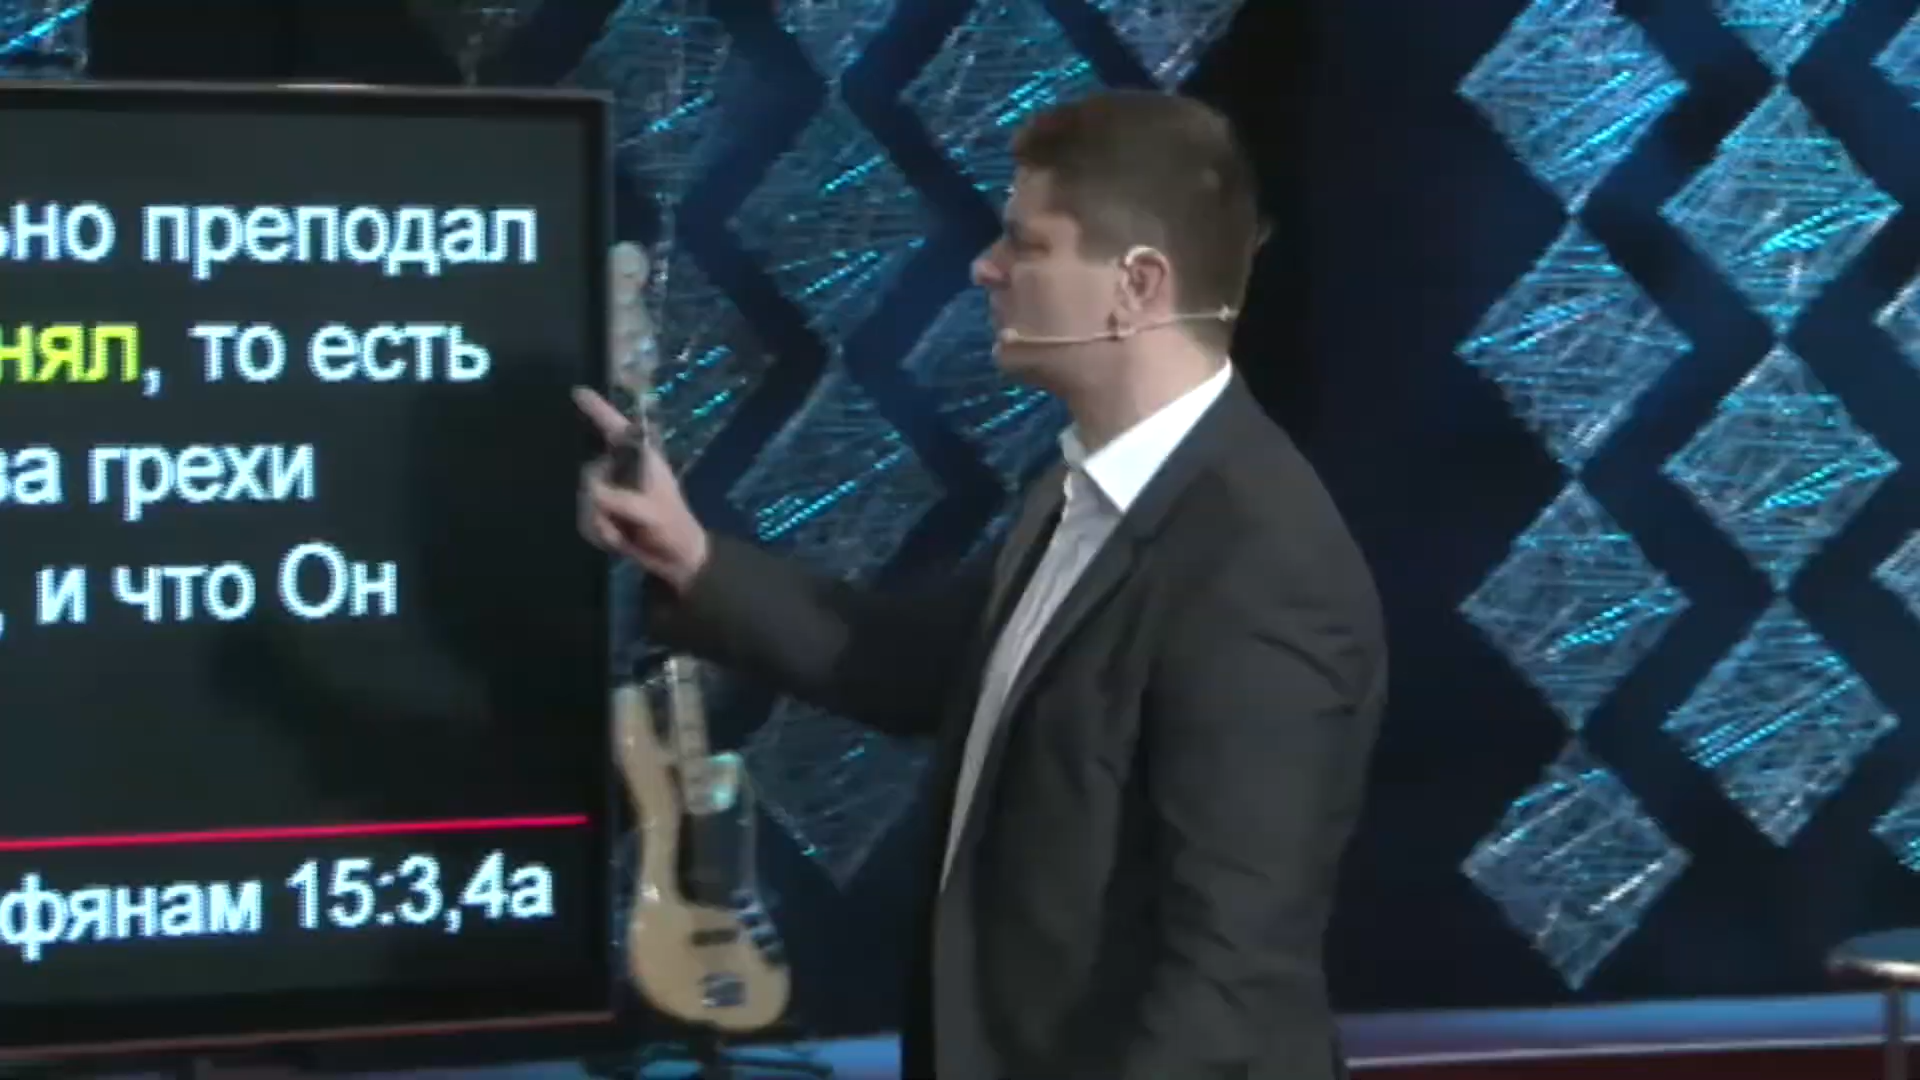 ьно преподал
нял, то есть
за грехи
, и что Он
фянам 15:3,4а